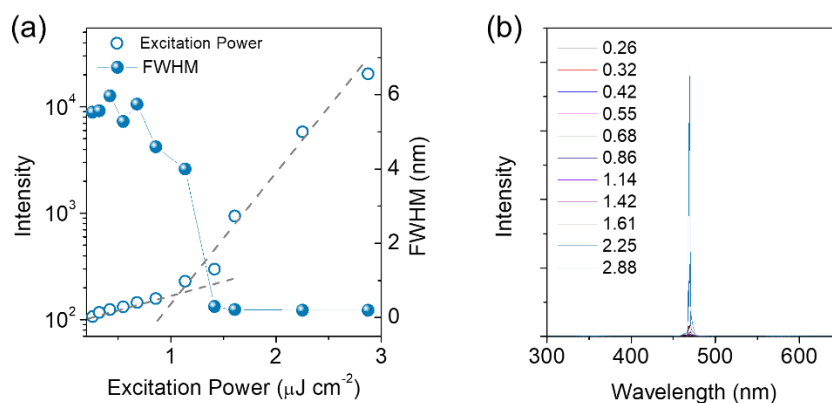 (a)
Excitation Power
FWHM
10⁴
10³
10²
Intensity
6
4
2
0
FWHM (nm)
0
1
2
3
Excitation Power (μJ cm⁻²)
(b)
0.26
0.32
0.42
0.55
0.68
0.86
1.14
1.42
1.61
2.25
2.88
Intensity
300
400
500
600
Wavelength (nm)